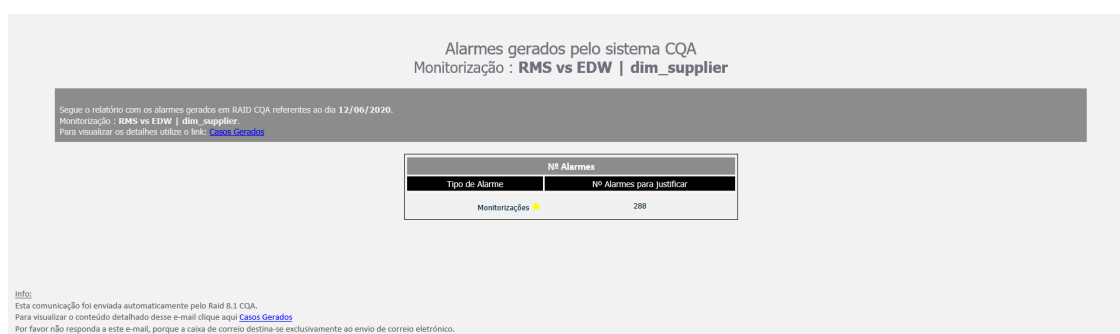 Alarmes gerados pelo sistema CQA
Monitorização : RMS vs EDW | dim_supplier
Segue o relatório com os alarmes gerados em RAID CQA referentes ao dia 12/06/2020.
Monitorização : RMS vs EDW | dim_supplier.
Para visualizar os detalhes utilize o link: Casos Gerados
Nº Alarmes
Tipo de Alarme Nº Alarmes para justificar
Monitorizações 288
Info:
Esta comunicação foi enviada automaticamente pelo Raid 8.1 CQA.
Para visualizar o conteúdo detalhado desse e-mail clique aqui Casos Gerados
Por favor não responda a este e-mail, porque a caixa de correio destina-se exclusivamente ao envio de correio eletrónico.